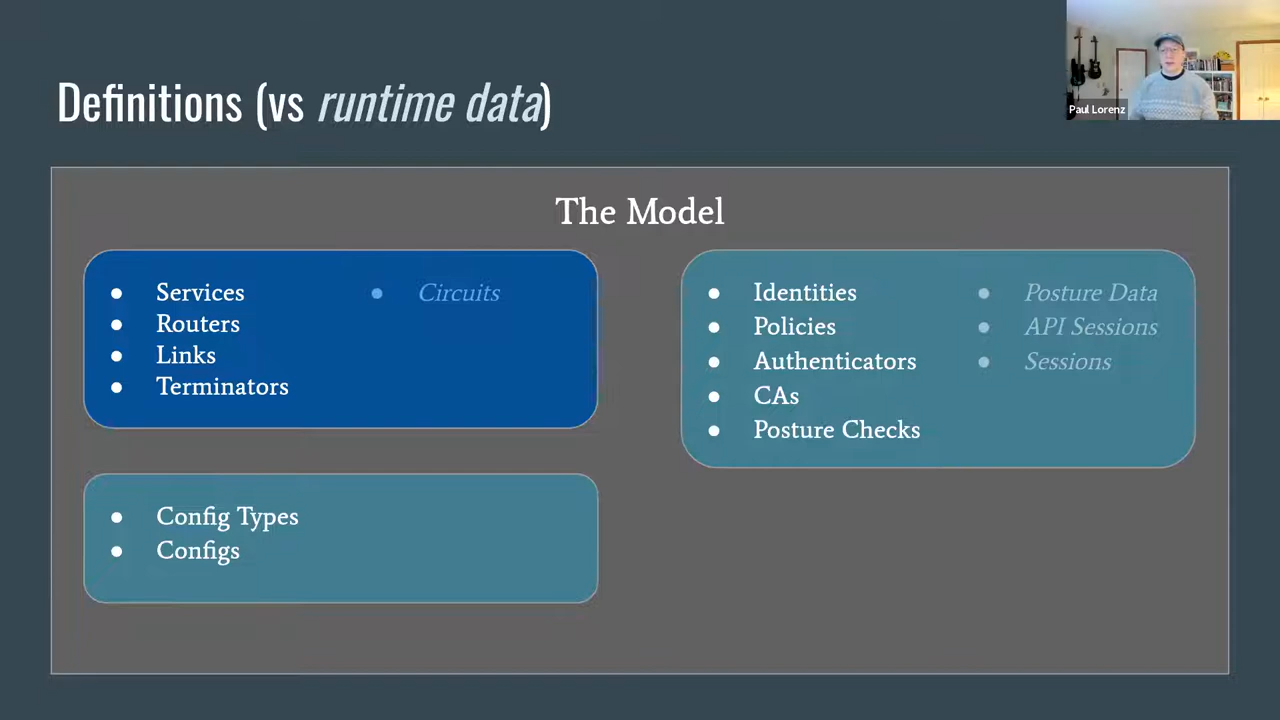 Definitions (vs runtime data)
Paul Lorenz
The Model
Services
Routers
Links
Terminators
Circuits
Identities
Policies
Authenticators
CAs
Posture Checks
Posture Data
API Sessions
Sessions
Config Types
Configs